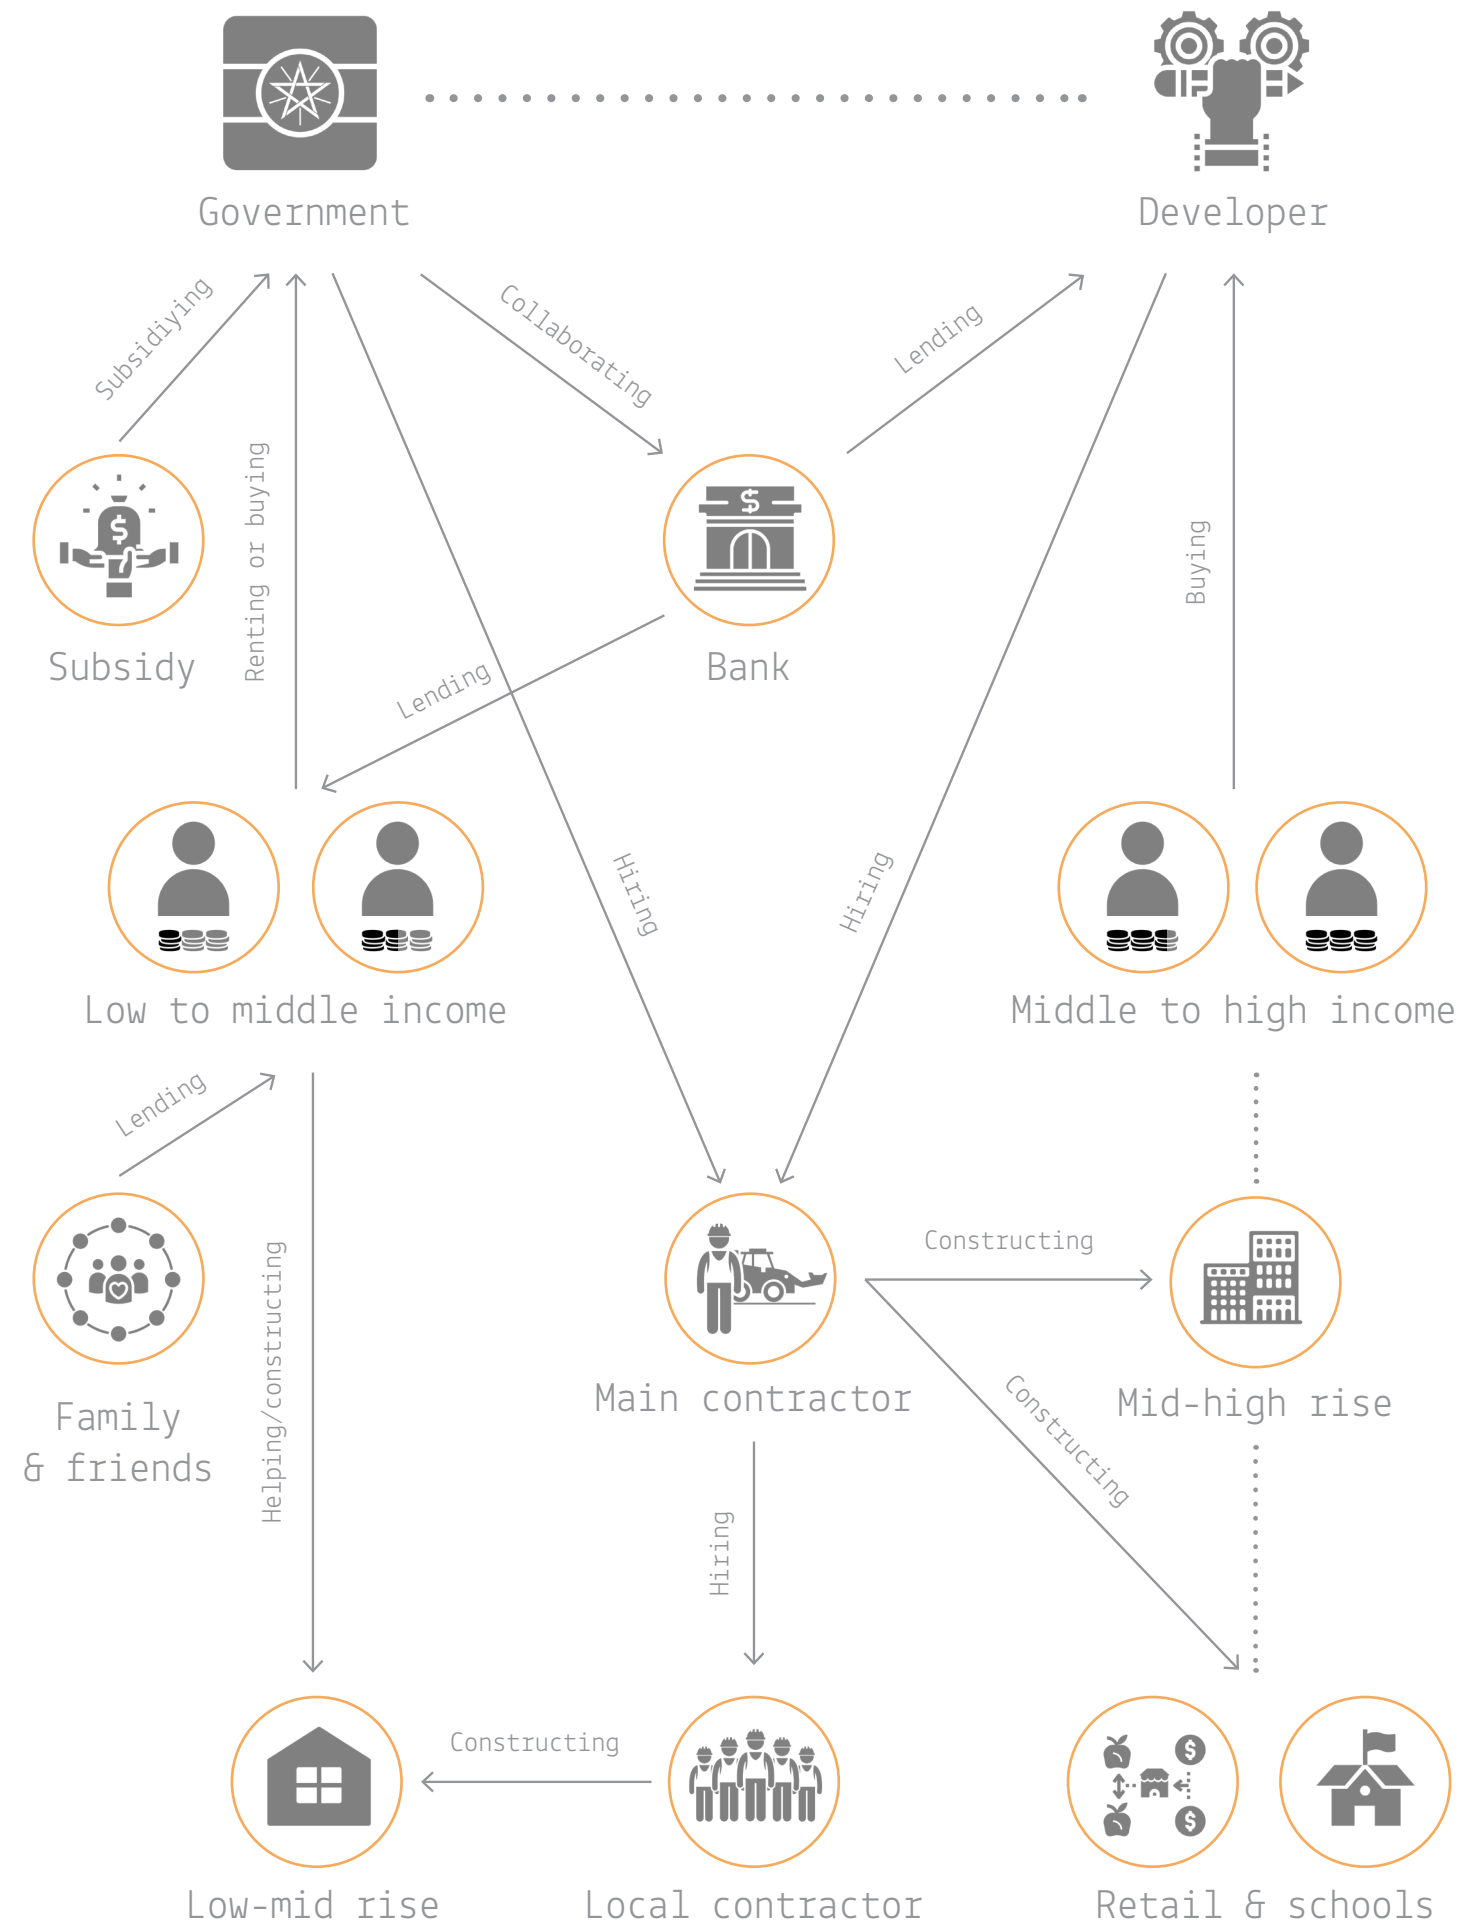 Government
Developer
Subsidiying
Collaborating
Lending
Renting or buying
Buying
Subsidy
Bank
Lending
Hiring
Hiring
Low to middle income
Middle to high income
Lending
Helping/constructing
Constructing
Main contractor
Mid-high rise
Family
& friends
Constructing
Hiring
Constructing
Low-mid rise
Local contractor
Retail & schools